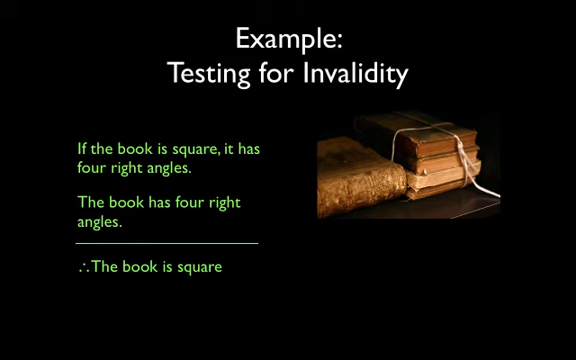 Example:
Testing for Invalidity
If the book is square, it has
four right angles.
The book has four right
angles.
∴The book is square